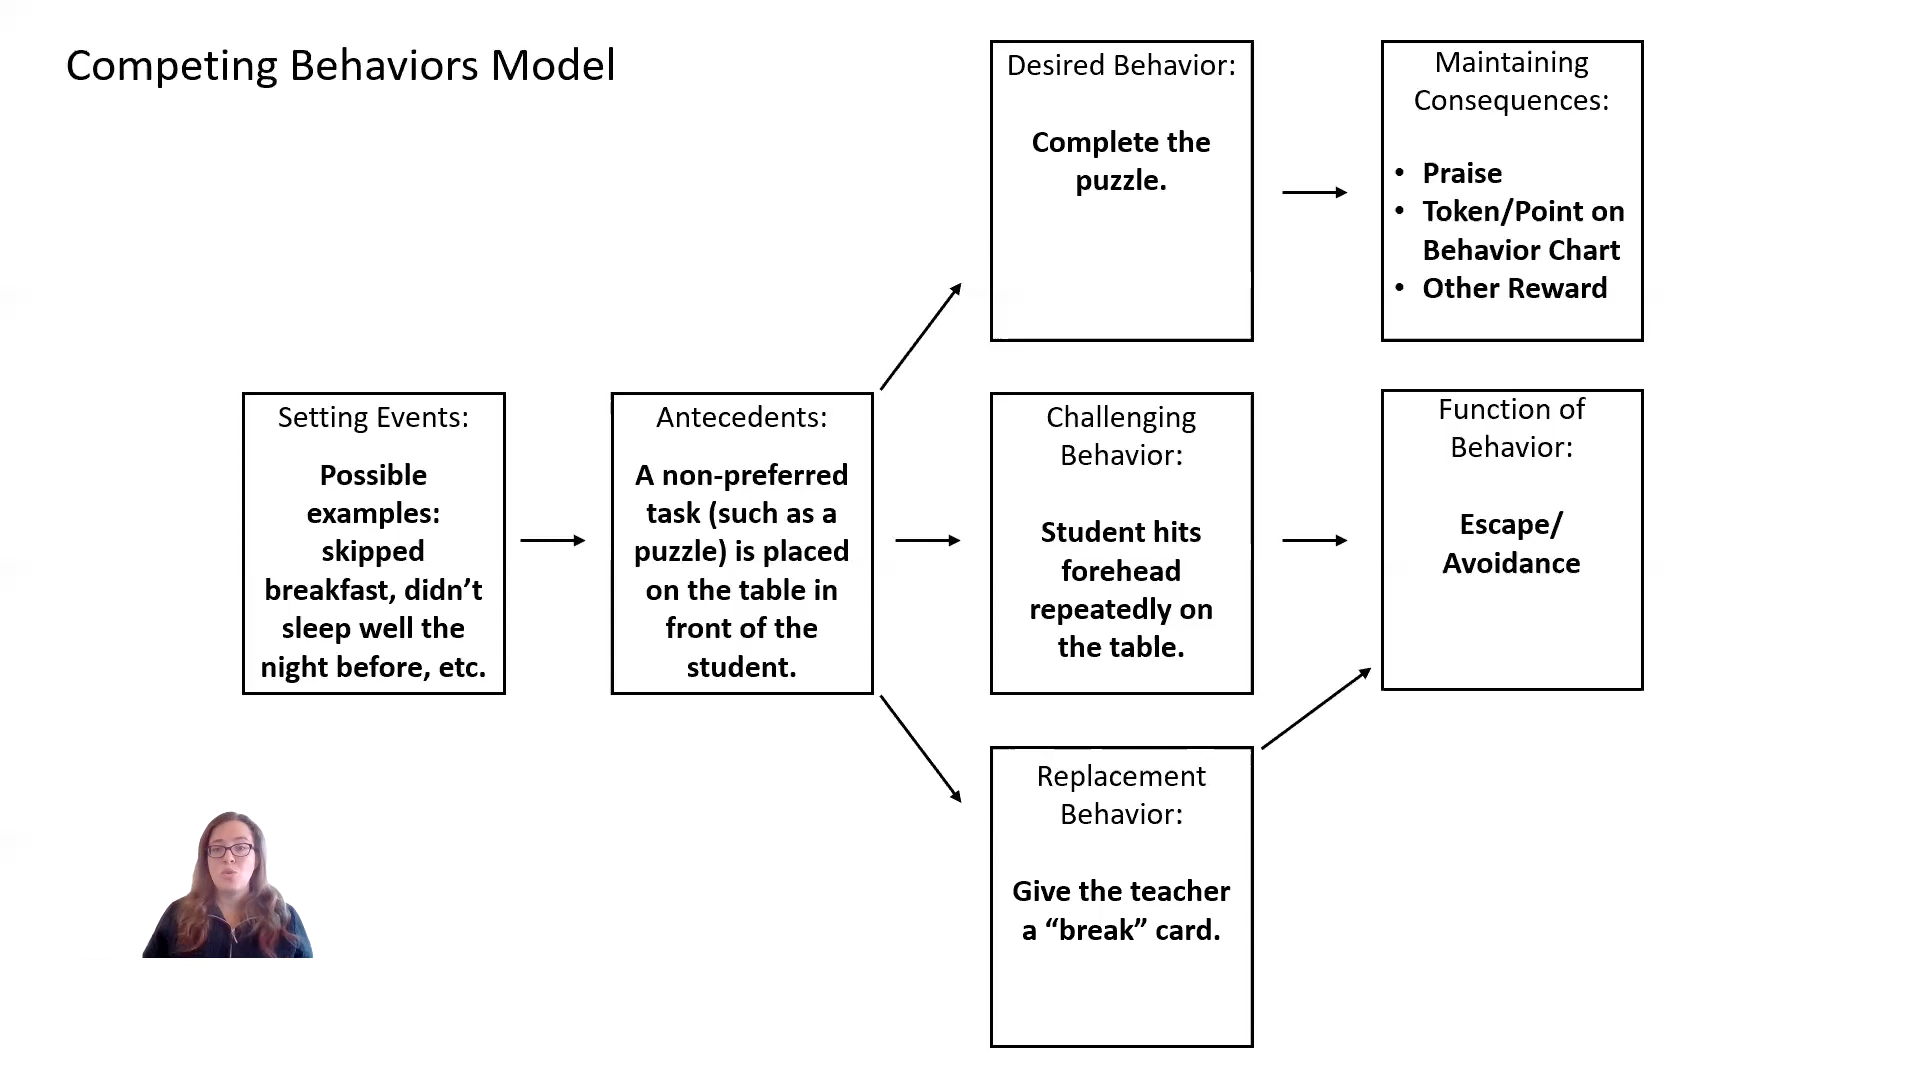 Competing Behaviors Model
Desired Behavior:
Complete the
puzzle.
Maintaining
Consequences:
• Praise
• Token/Point on
Behavior Chart
• Other Reward
Setting Events:
Possible
examples:
skipped
breakfast, didn’t
sleep well the
night before, etc.
Antecedents:
A non-preferred
task (such as a
puzzle) is placed
on the table in
front of the
student.
Challenging
Behavior:
Student hits
forehead
repeatedly on
the table.
Function of
Behavior:
Escape/
Avoidance
Replacement
Behavior:
Give the teacher
a “break” card.